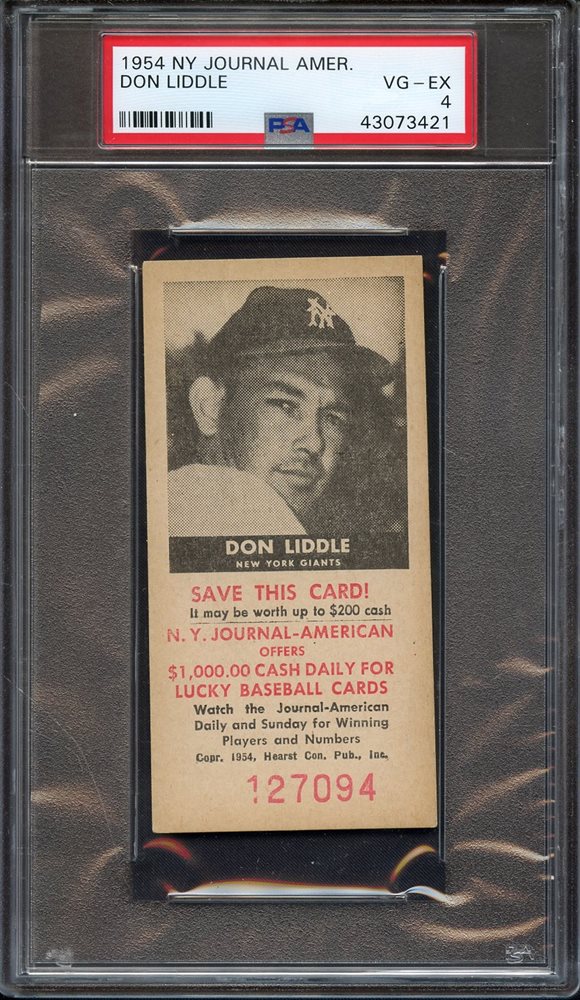 1954 NY JOURNAL AMER.
DON LIDDLE VG-EX
4
PSA 43073421
NY
DON LIDDLE
NEW YORK GIANTS
SAVE THIS CARD!
It may be worth up to $200 cash
N. Y. JOURNAL-AMERICAN
OFFERS
$1,000.00 CASH DAILY FOR
LUCKY BASEBALL CARDS
Watch the Journal-American
Daily and Sunday for Winning
Players and Numbers
Copr. 1954, Hearst Con. Pub., Inc.
127094
PSA